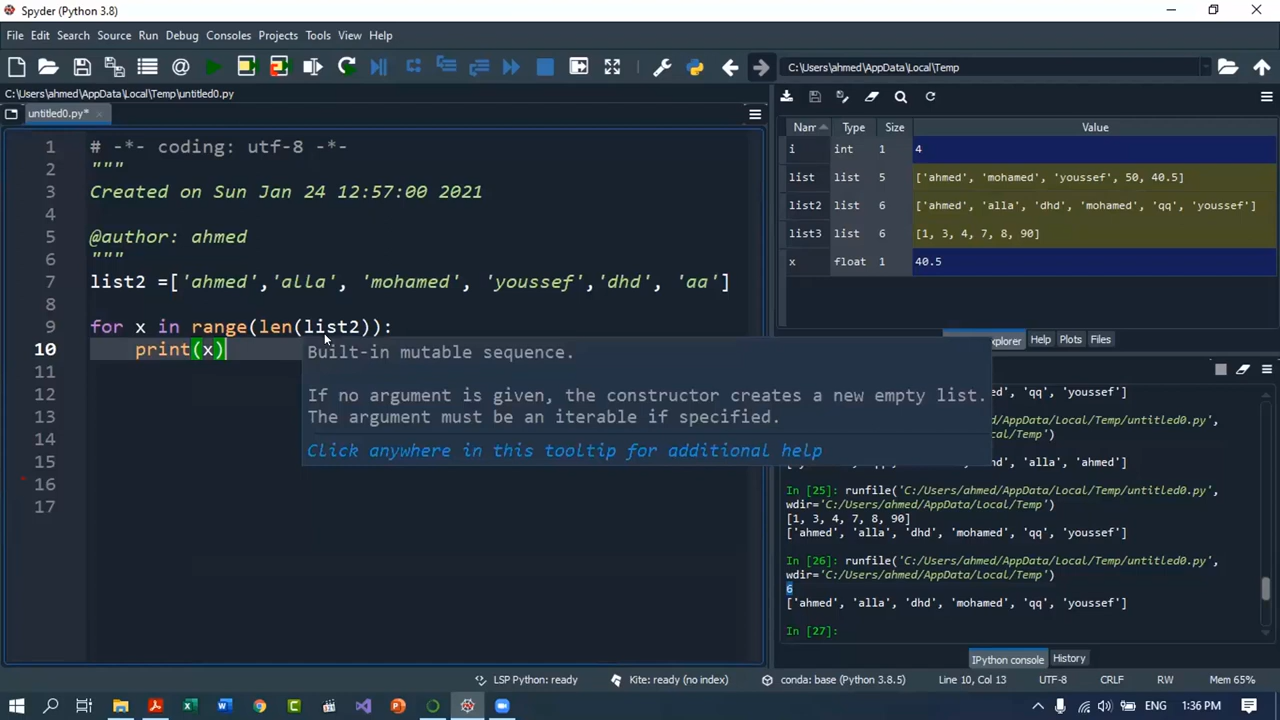 Spyder (Python 3.8)
File Edit Search Source Run Debug Consoles Projects Tools View Help
C:\Users\ahmed\AppData\Local\Temp
C:\Users\ahmed\AppData\Local\Temp\untitled0.py
untitled0.py*
1 # -*- coding: utf-8 -*-
2 """
3 Created on Sun Jan 24 12:57:00 2021
4
5 @author: ahmed
6 """
7 list2 =['ahmed','alla', 'mohamed', 'youssef','dhd', 'aa']
8
9 for x in range(len(list2)):
10 print(x)
11
12
13
14
15
16
17
Built-in mutable sequence.
If no argument is given, the constructor creates a new empty list.
The argument must be an iterable if specified.
Click anywhere in this tooltip for additional help
Nam Type Size Value
i int 1 4
list list 5 ['ahmed', 'mohamed', 'youssef', 50, 40.5]
list2 list 6 ['ahmed', 'alla', 'dhd', 'mohamed', 'qq', 'youssef']
list3 list 6 [1, 3, 4, 7, 8, 90]
x float 1 40.5
Help Plots Files
'qq', 'youssef']
In [25]: runfile('C:/Users/ahmed/AppData/Local/Temp/untitled0.py',
wdir='C:/Users/ahmed/AppData/Local/Temp')
[1, 3, 4, 7, 8, 90]
['ahmed', 'alla', 'dhd', 'mohamed', 'qq', 'youssef']
In [26]: runfile('C:/Users/ahmed/AppData/Local/Temp/untitled0.py',
wdir='C:/Users/ahmed/AppData/Local/Temp')
6
['ahmed', 'alla', 'dhd', 'mohamed', 'qq', 'youssef']
In [27]:
IPython console History
LSP Python: ready Kite: ready (no index) conda: base (Python 3.8.5) Line 10, Col 13 UTF-8 CRLF RW Mem 65%
ENG 1:36 PM